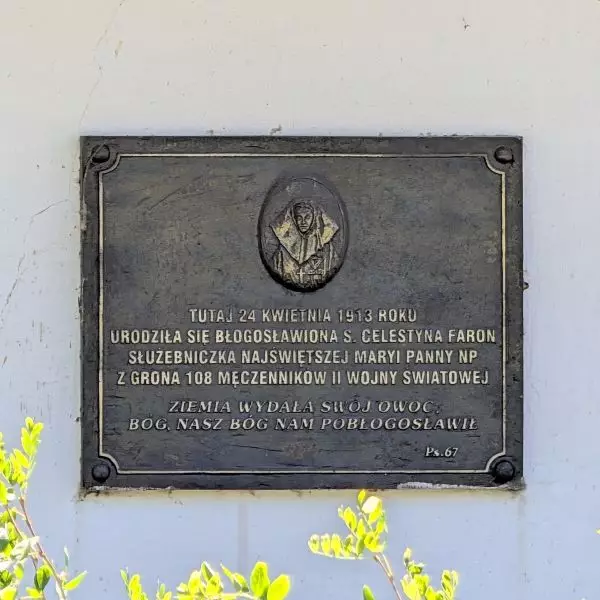 TUTAJ 24 KWIETNIA 1913 ROKU
URODZIŁA SIĘ BŁOGOSŁAWIONA S. CELESTYNA FARON
SŁUŻEBNICZKA NAJŚWIĘTSZEJ MARYI PANNY NP
Z GRONA 108 MĘCZENNIKÓW II WOJNY ŚWIATOWEJ
ZIEMIA WYDAŁA SWÓJ OWOC;
BÓG, NASZ BÓG NAM POBŁOGOSŁAWIŁ
Ps.67